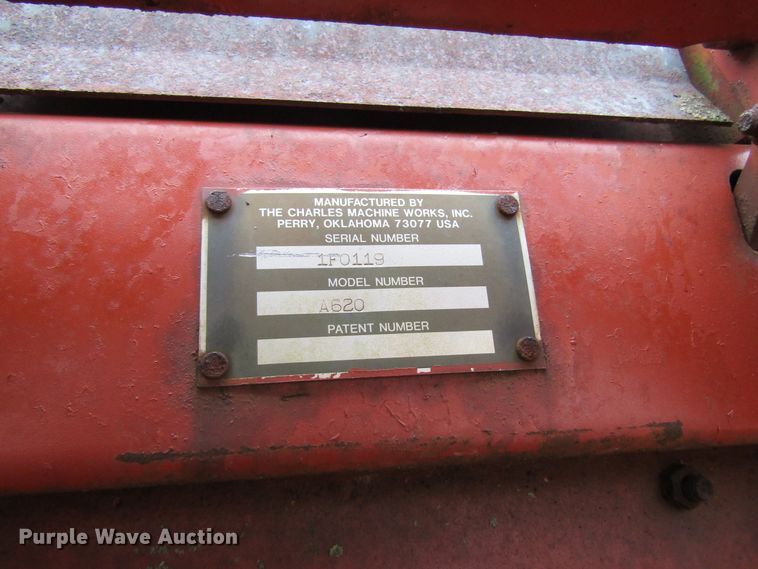 MANUFACTURED BY
THE CHARLES MACHINE WORKS, INC.
PERRY, OKLAHOMA 73077 USA
SERIAL NUMBER
1F0119
MODEL NUMBER
A620
PATENT NUMBER
Purple Wave Auction